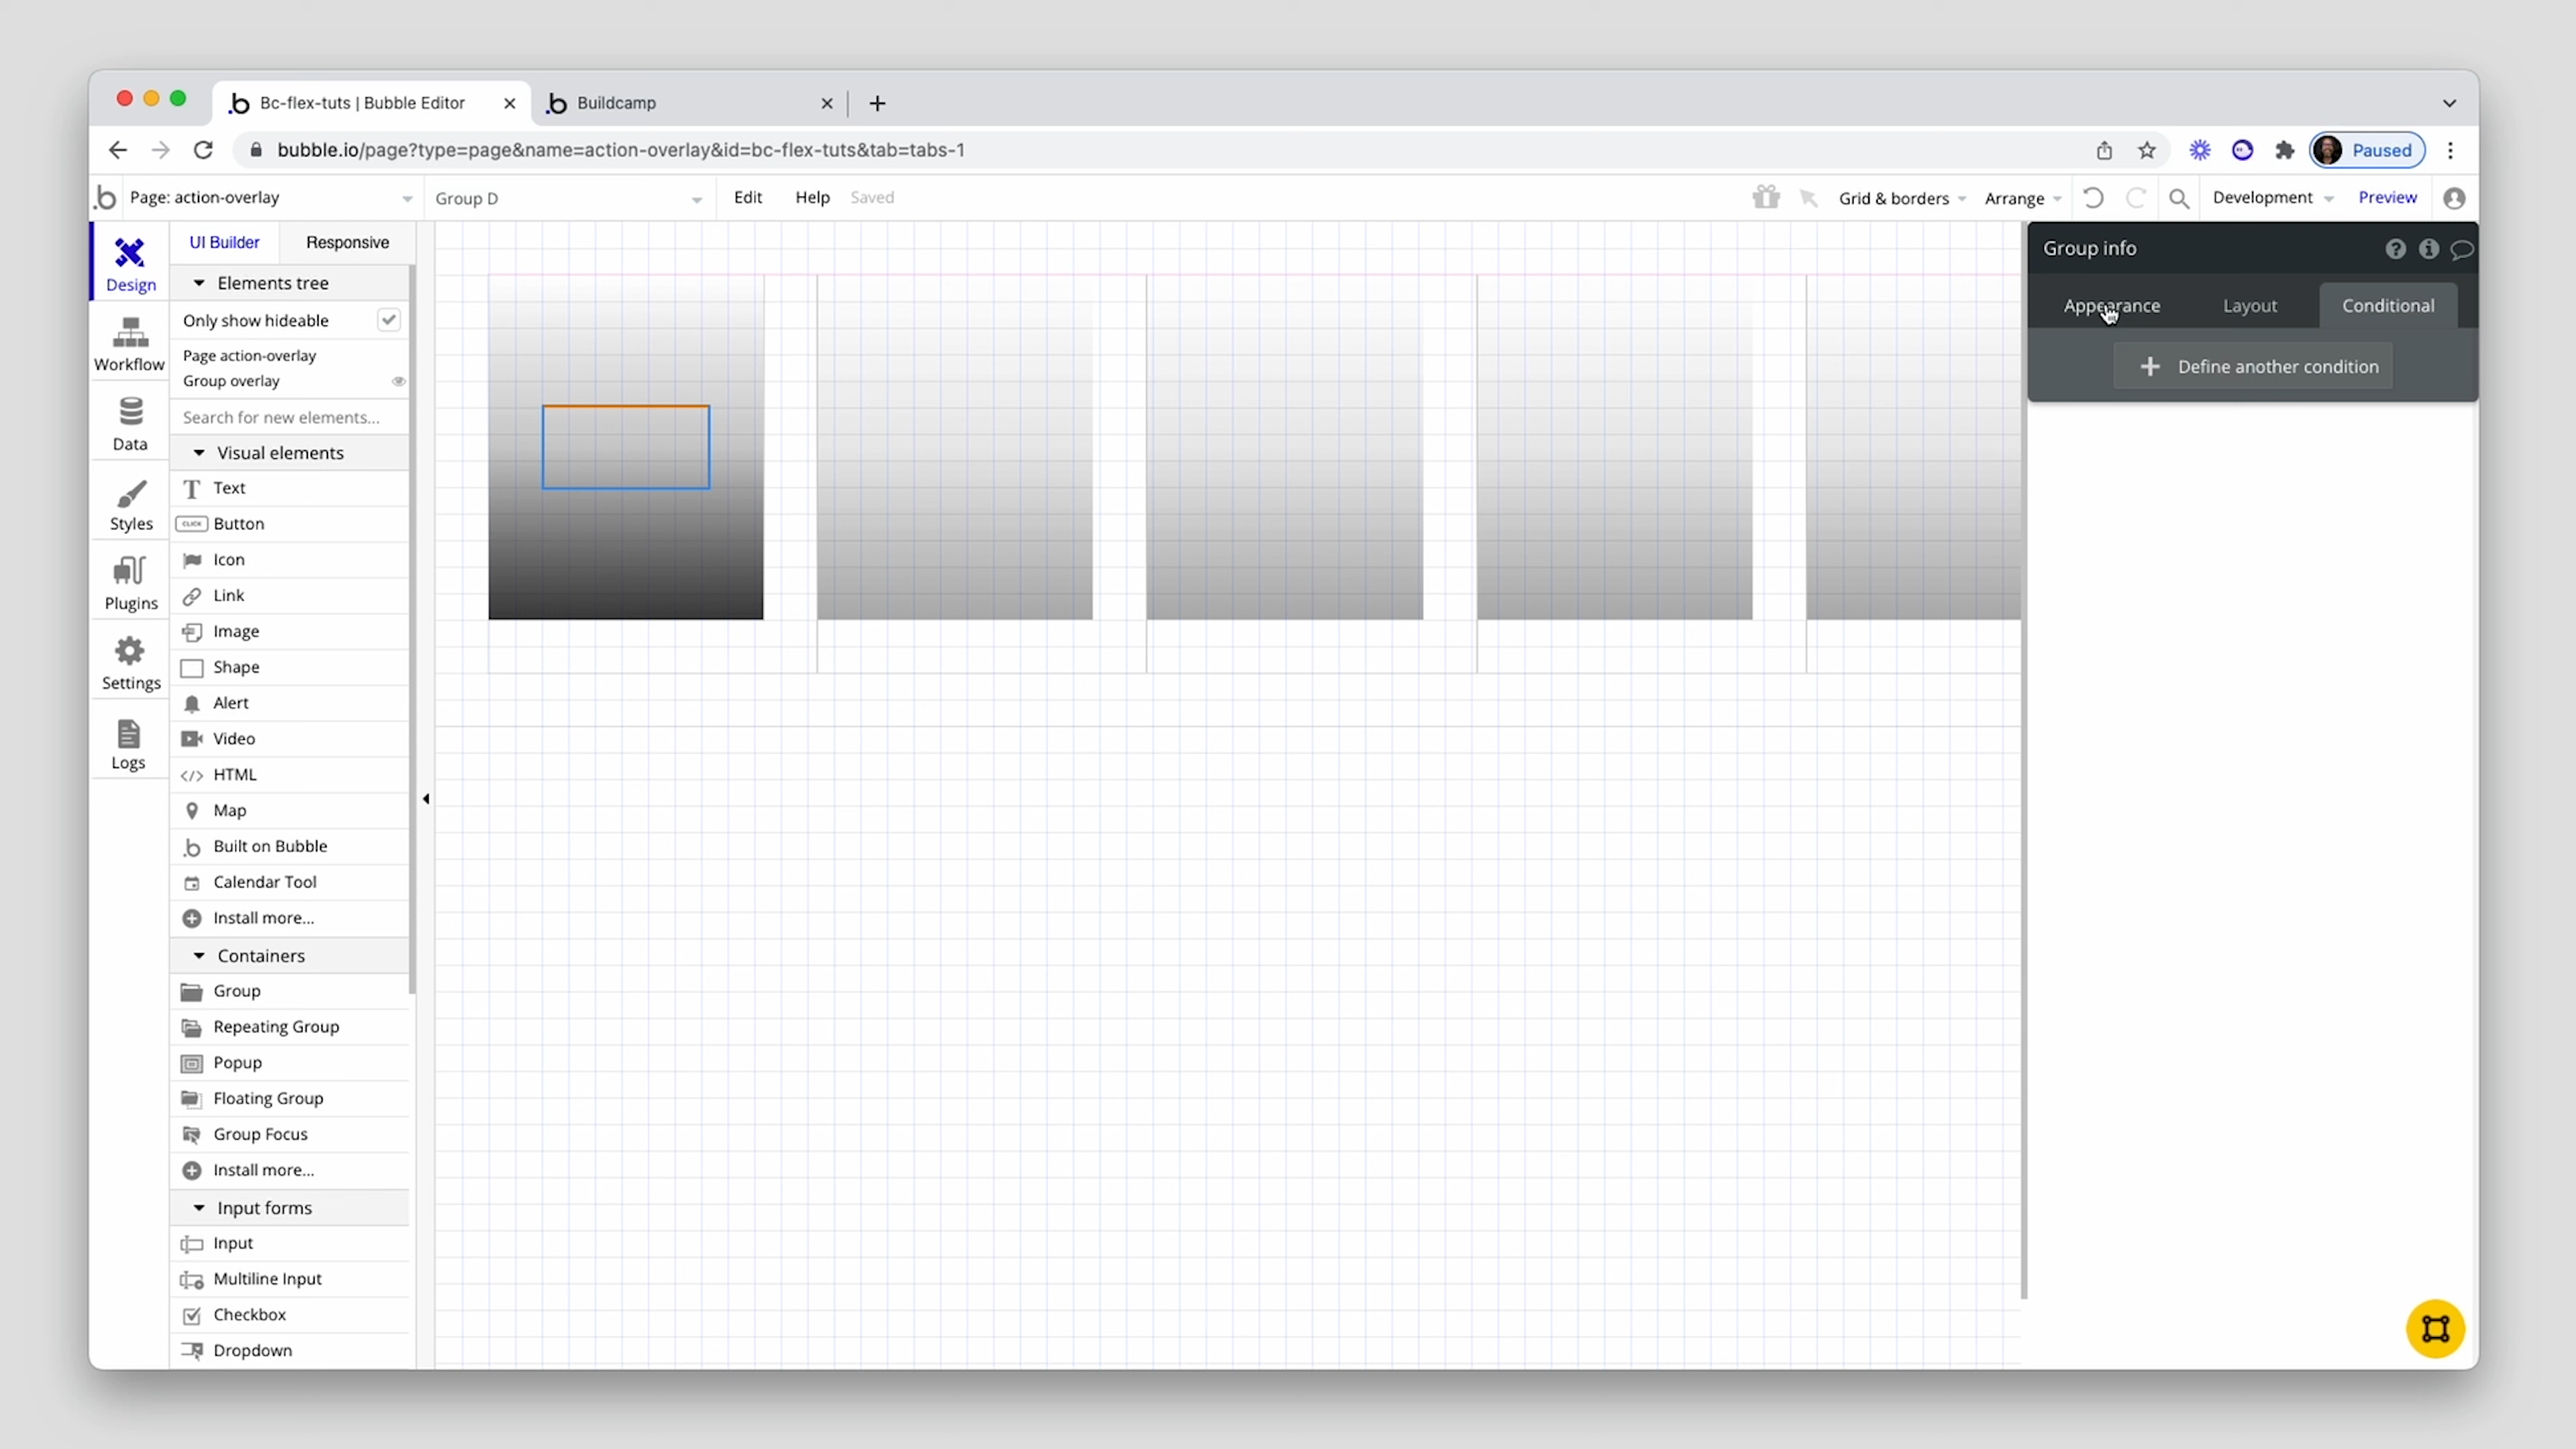 Bc-flex-tuts | Bubble Editor
Buildcamp
bubble.io/page?type=page&name=action-overlay&id=bc-flex-tuts&tab=tabs-1
Paused
Page: action-overlay
Group D
Edit
Help
Saved
Grid & borders
Arrange
Development
Preview
Design
Workflow
Data
Styles
Plugins
Settings
Logs
UI Builder
Responsive
Elements tree
Only show hideable
Page action-overlay
Group overlay
Search for new elements...
Visual elements
Text
CLICK Button
Icon
Link
Image
Shape
Alert
Video
HTML
Map
Built on Bubble
Calendar Tool
Install more...
Containers
Group
Repeating Group
Popup
Floating Group
Group Focus
Install more...
Input forms
Input
Multiline Input
Checkbox
Dropdown
Group info
Appearance
Layout
Conditional
Define another condition